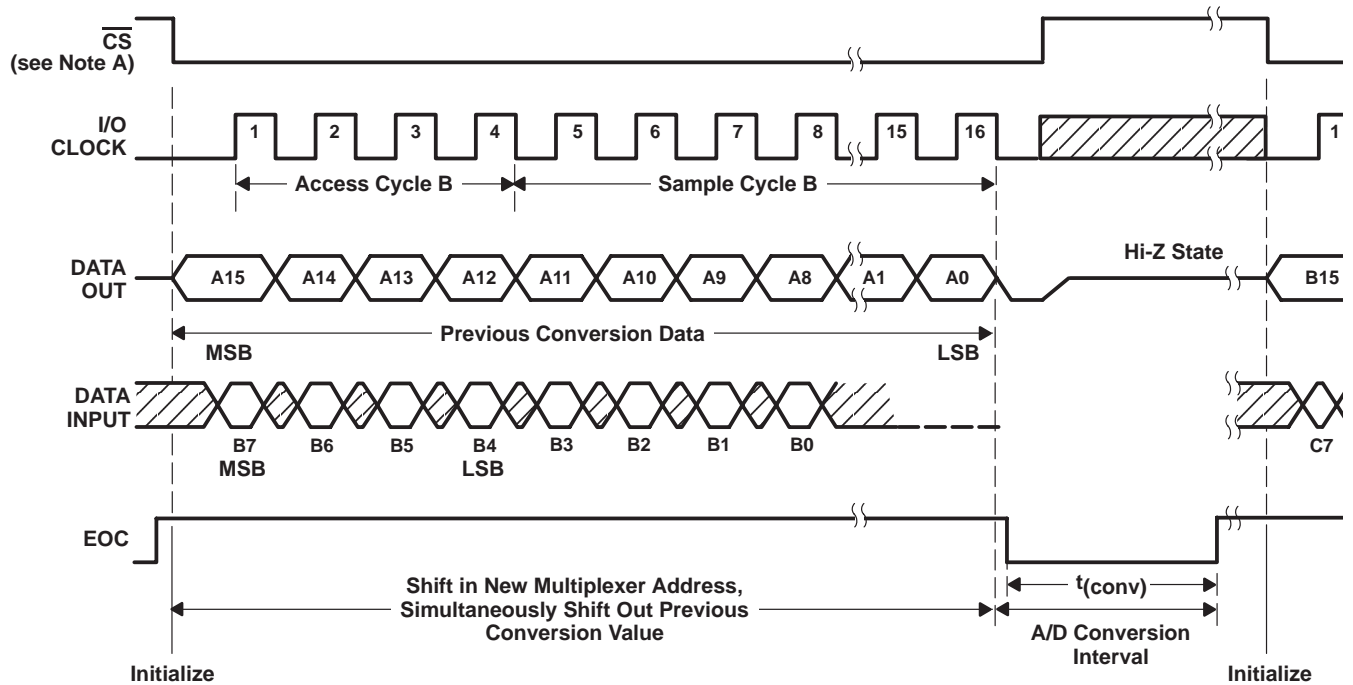 CS
(see Note A)
I/O
CLOCK
1 2 3 4 5 6 7 8 15 16 1
Access Cycle B Sample Cycle B
Hi-Z State
DATA
OUT
A15 A14 A13 A12 A11 A10 A9 A8 A1 A0 B15
Previous Conversion Data
MSB LSB
DATA
INPUT
B7 B6 B5 B4 B3 B2 B1 B0 C7
MSB LSB
EOC
Shift in New Multiplexer Address,
Simultaneously Shift Out Previous
Conversion Value
t(conv)
A/D Conversion
Interval
Initialize Initialize